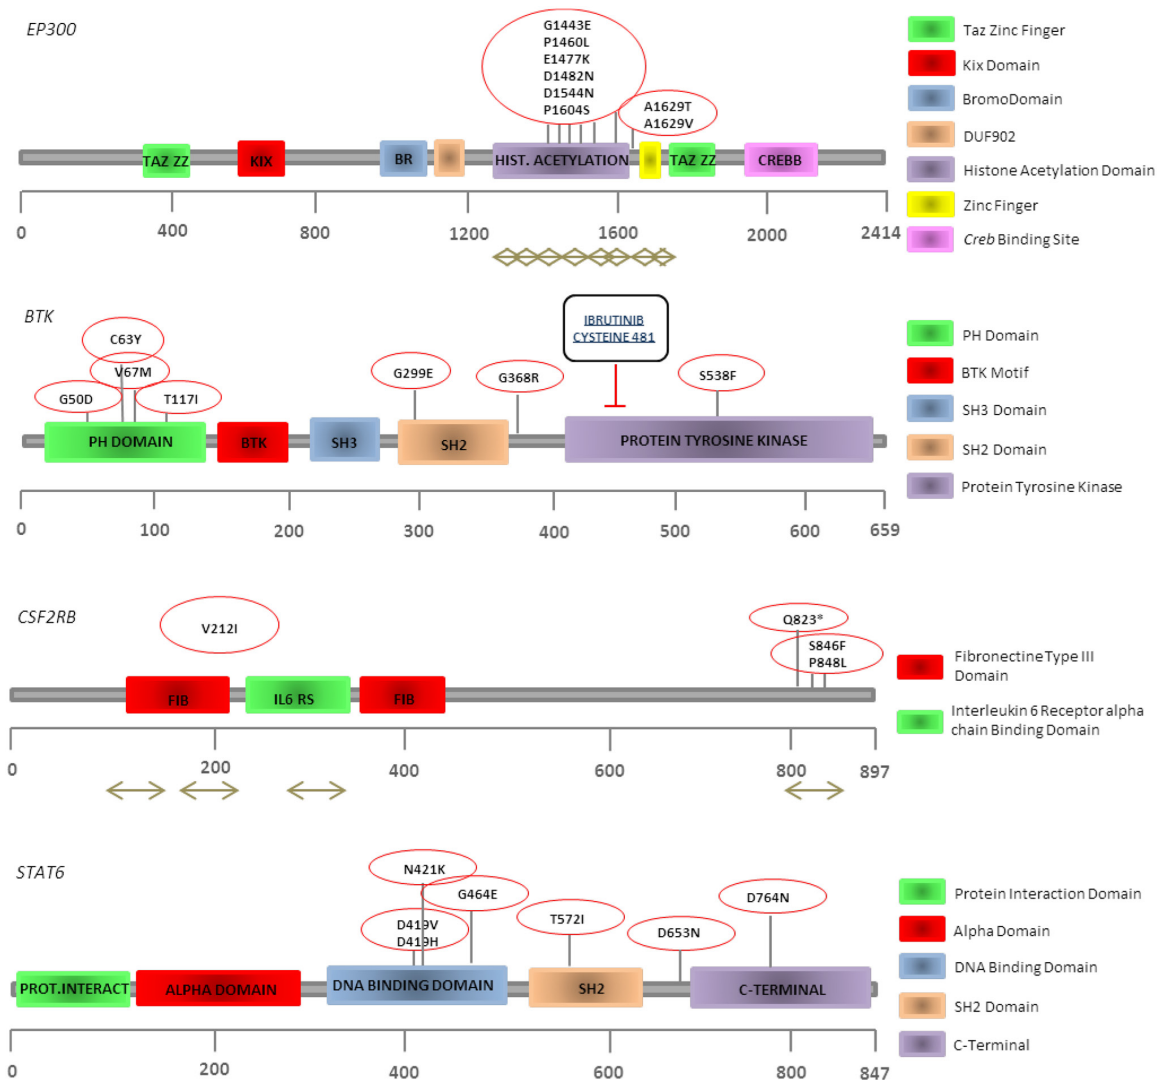 EP300
G1443E
P1460L
E1477K
D1482N
D1544N
P1604S
A1629T
A1629V
TAZ ZZ
KIX
BR
HIST. ACETYLATION
TAZ ZZ
CREBB
0 400 800 1200 1600 2000 2414
Taz Zinc Finger
Kix Domain
BromoDomain
DUF902
Histone Acetylation Domain
Zinc Finger
Creb Binding Site
BTK
C63Y
V67M
G50D
T117I
G299E
G368R
IBRUTINIB
CYSTEINE 481
S538F
PH DOMAIN
BTK
SH3
SH2
PROTEIN TYROSINE KINASE
0 100 200 300 400 500 600 659
PH Domain
BTK Motif
SH3 Domain
SH2 Domain
Protein Tyrosine Kinase
CSF2RB
V212I
Q823*
S846F
P848L
FIB
IL6 RS
FIB
0 200 400 600 800 897
Fibronectine Type III
Domain
Interleukin 6 Receptor alpha
chain Binding Domain
STAT6
N421K
G464E
D419V
D419H
T572I
D653N
D764N
PROT.INTERACT
ALPHA DOMAIN
DNA BINDING DOMAIN
SH2
C-TERMINAL
0 200 400 600 800 847
Protein Interaction Domain
Alpha Domain
DNA Binding Domain
SH2 Domain
C-Terminal